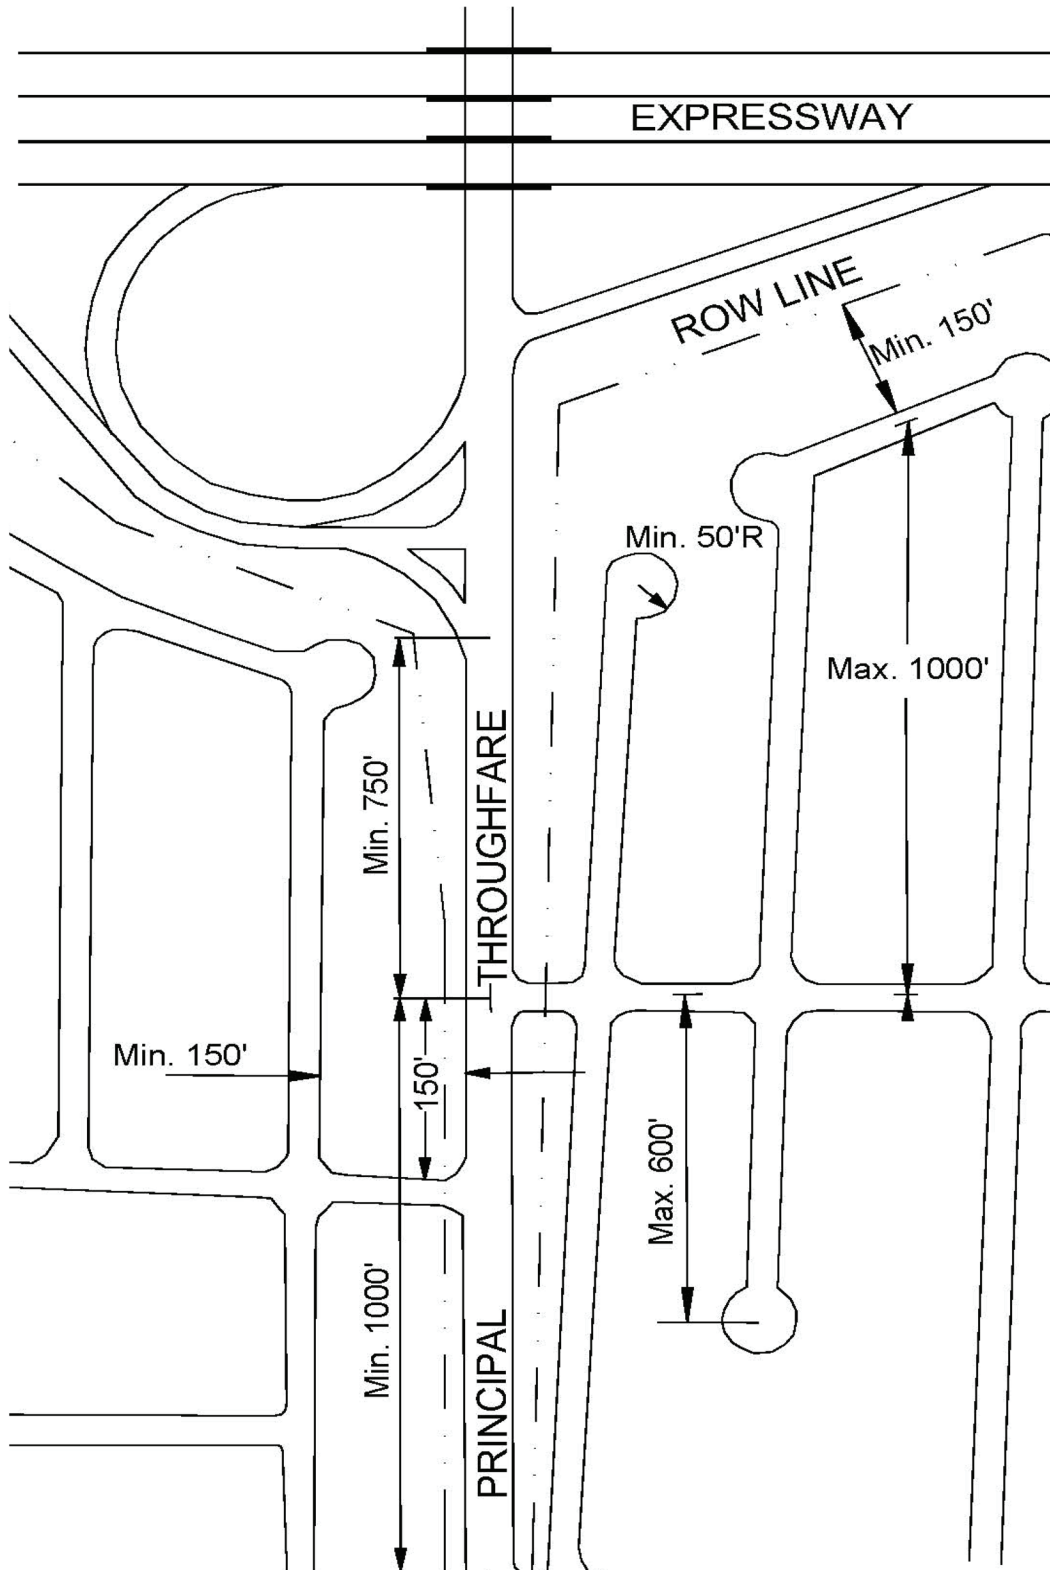 EXPRESSWAY
ROW LINE
Min. 150'
Min. 50'R
Max. 1000'
Min. 750'
THROUGHFARE
Min. 150'
150'
Max. 600'
Min. 1000'
PRINCIPAL